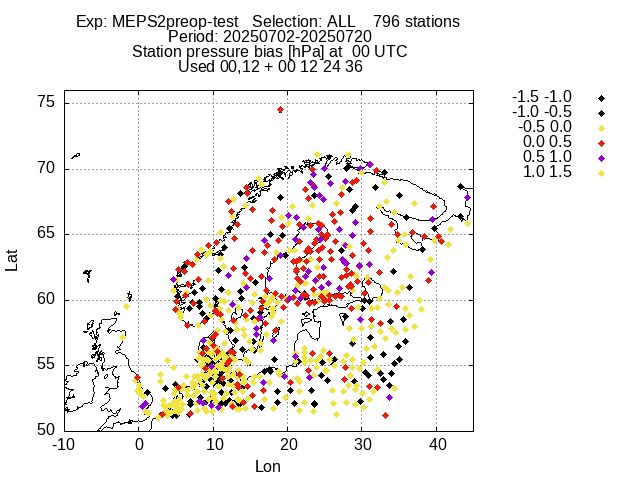 Exp: MEPS2preop-test   Selection: ALL    796 stations
Period: 20250702-20250720
Station pressure bias [hPa] at  00 UTC
Used 00,12 + 00 12 24 36
-1.5 -1.0
-1.0 -0.5
-0.5 0.0
0.0 0.5
0.5 1.0
1.0 1.5
75
70
65
60
55
50
Lat
-10 0 10 20 30 40
Lon